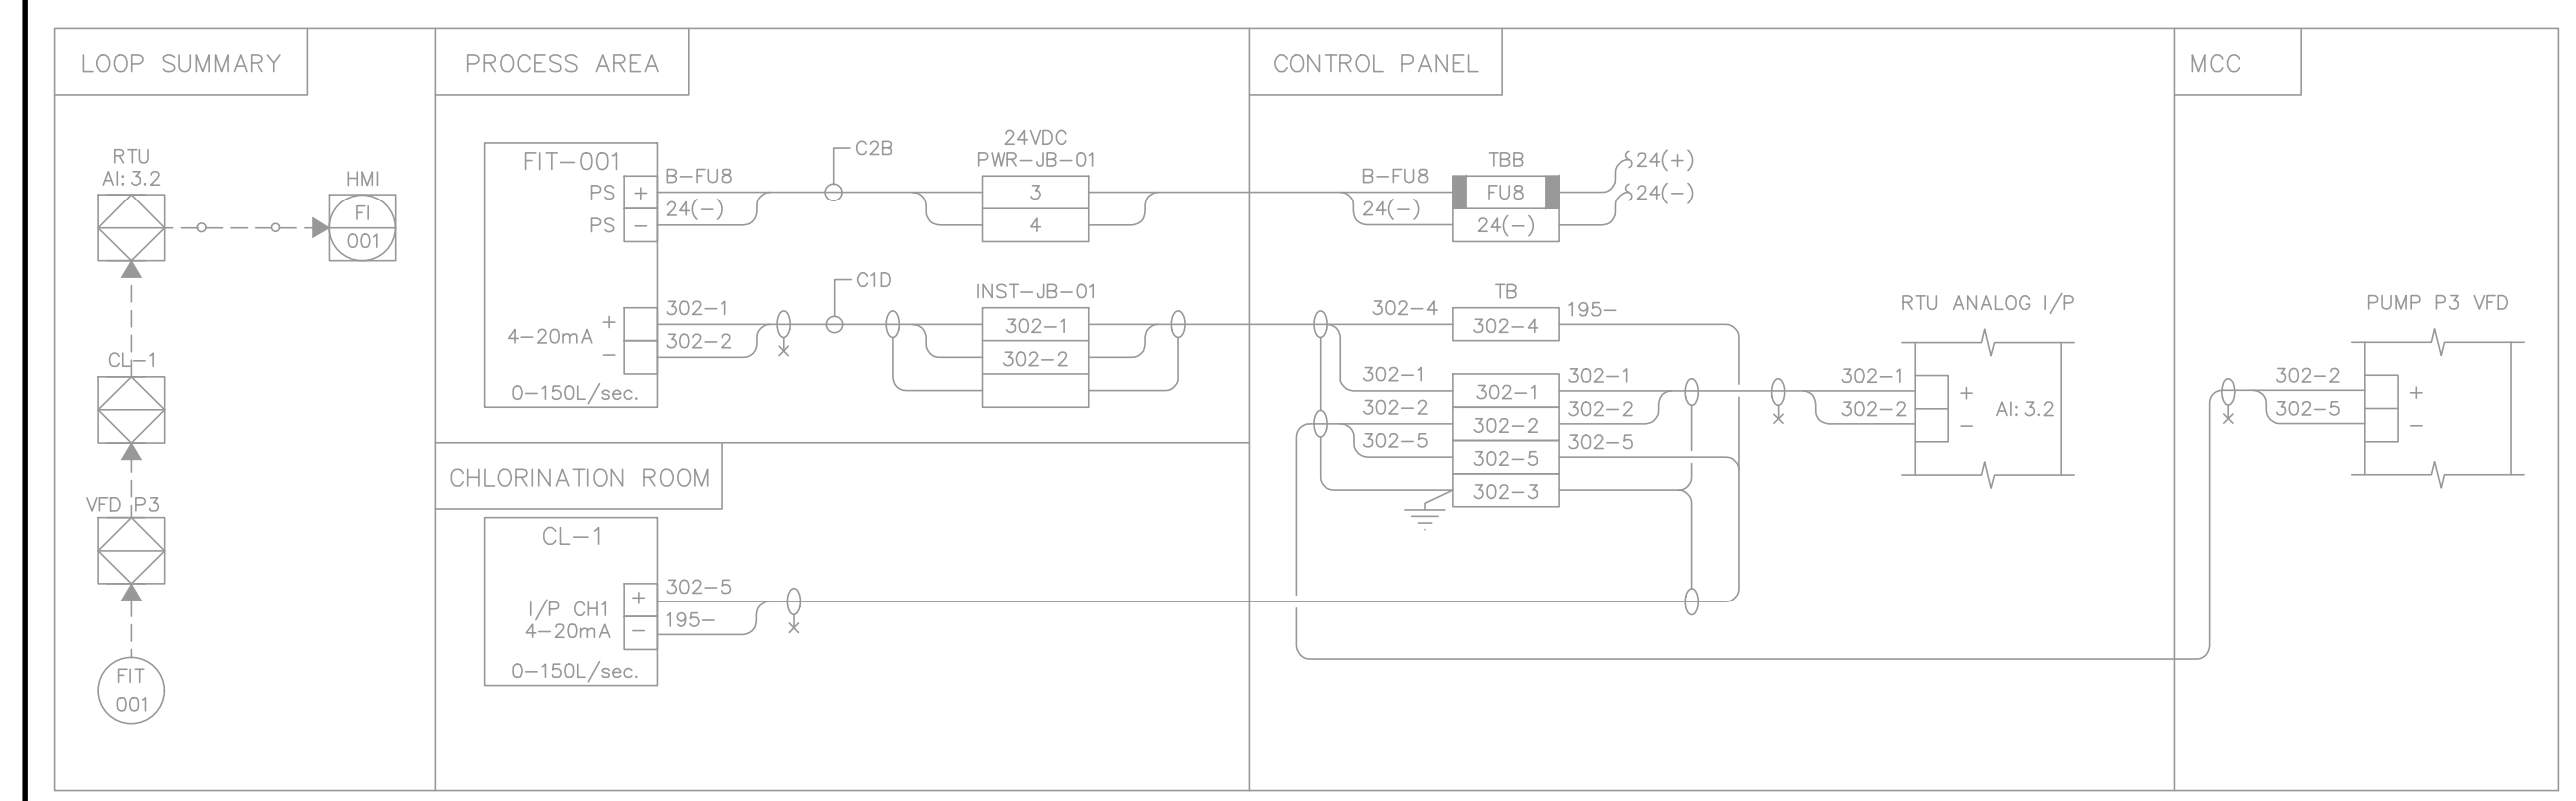 LOOP SUMMARY
RTU
AI: 3.2
HMI
FI
001
CL-1
VFD P3
FIT
001
PROCESS AREA
FIT-001
PS +
PS -
B-FU8
24(-)
C2B
24VDC
PWR-JB-01
3
4
4-20mA
+
-
302-1
302-2
C1D
INST-JB-01
302-1
302-2
0-150L/sec.
CHLORINATION ROOM
CL-1
I/P CH1
4-20mA
+
-
302-5
195-
0-150L/sec.
CONTROL PANEL
B-FU8
24(-)
TBB
FU8
24(-)
24(+)
24(-)
TB
302-4
302-4
195-
302-1
302-1
302-1
302-2
302-2
302-2
302-5
302-5
302-5
302-3
RTU ANALOG I/P
302-1
302-2
+
-
AI: 3.2
MCC
PUMP P3 VFD
302-2
302-5
+
-